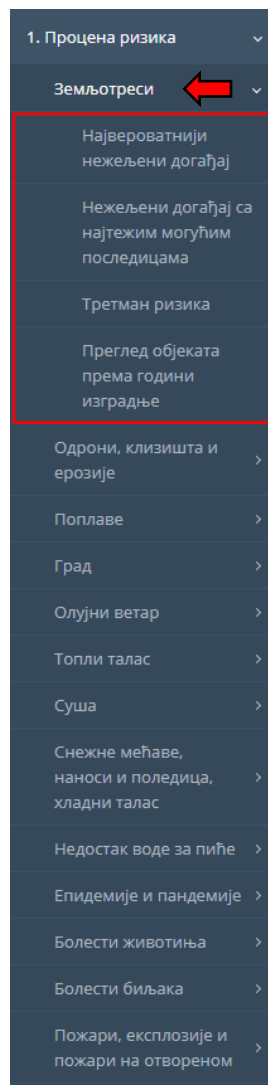 1. Процена ризика
Земљотреси
Највероватнији
нежељени догађај
Нежељени догађај са
најтежим могућим
последицама
Третман ризика
Преглед објеката
према години
изградње
Одрони, клизишта и
ерозије
Поплаве
Град
Олујни ветар
Топли талас
Суша
Снежне мећаве,
наноси и поледица,
хладни талас
Недостак воде за пиће
Епидемије и пандемије
Болести животиња
Болести биљака
Пожари, експлозије и
пожари на отвореном